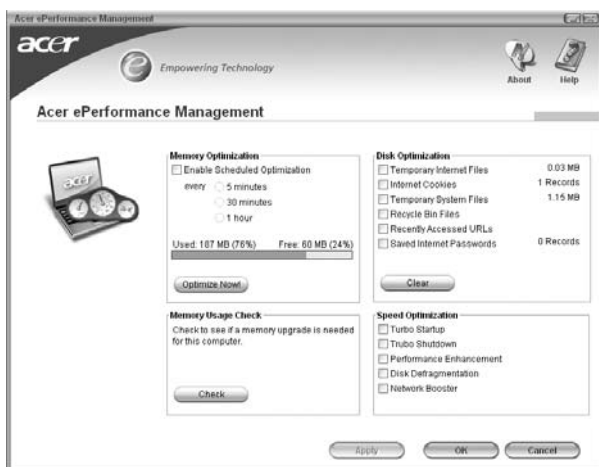 Acer ePerformance Management
acer
Empowering Technology
About
Help
Acer ePerformance Management
acer
Memory Optimization
Enable Scheduled Optimization
every 5 minutes
30 minutes
1 hour
Used: 187 MB (76%) Free: 60 MB (24%)
Optimize Now!
Disk Optimization
Temporary Internet Files 0.03 MB
Internet Cookies 1 Records
Temporary System Files 1.15 MB
Recycle Bin Files
Recently Accessed URLs
Saved Internet Passwords 0 Records
Clear
Memory Usage Check
Check to see if a memory upgrade is needed
for this computer.
Check
Speed Optimization
Turbo Startup
Trubo Shutdown
Performance Enhancement
Disk Defragmentation
Network Booster
Apply
OK
Cancel